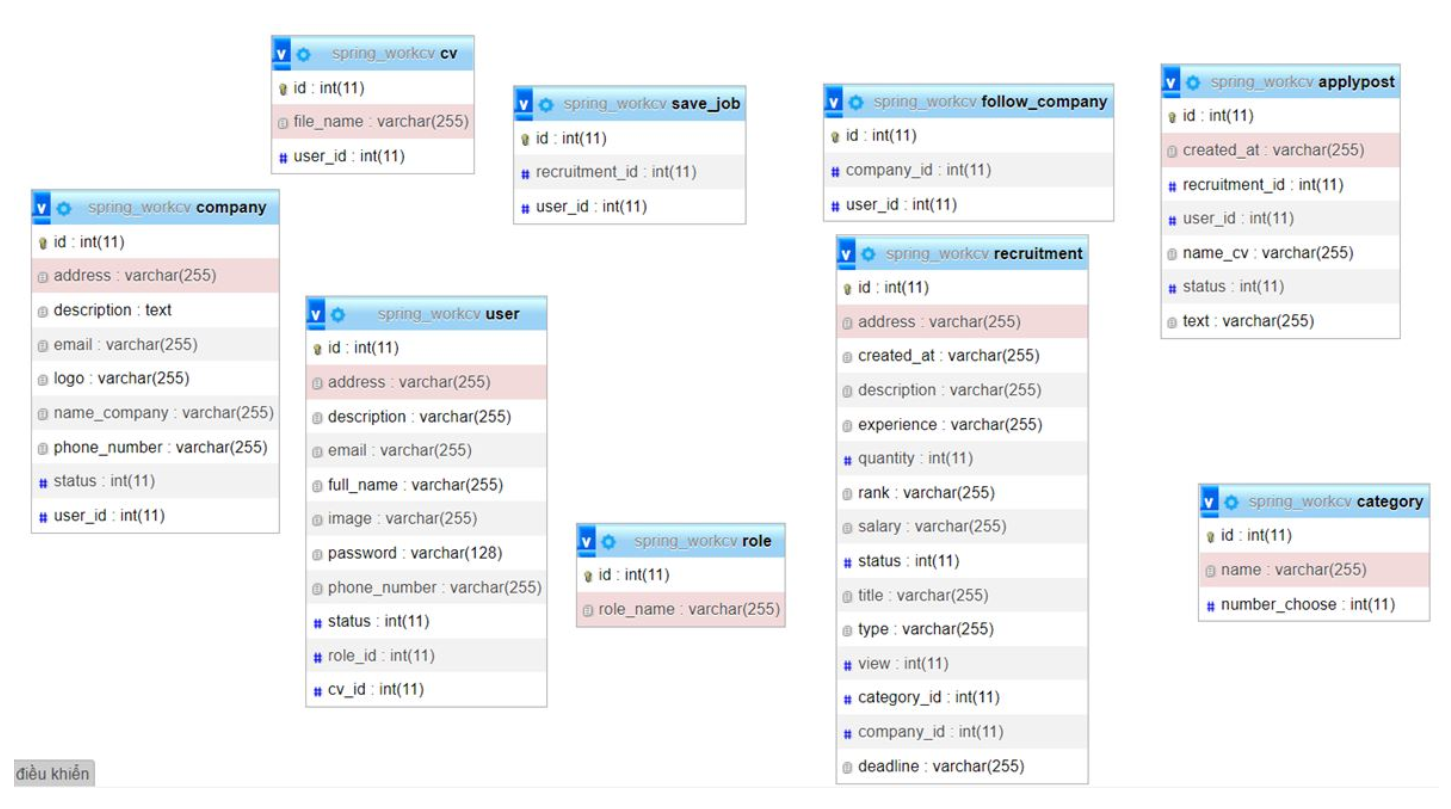 spring_workcv cv
id : int(11)
file_name : varchar(255)
user_id : int(11)
spring_workcv save_job
id : int(11)
recruitment_id : int(11)
user_id : int(11)
spring_workcv follow_company
id : int(11)
company_id : int(11)
user_id : int(11)
spring_workcv applypost
id : int(11)
created_at : varchar(255)
recruitment_id : int(11)
user_id : int(11)
name_cv : varchar(255)
status : int(11)
text : varchar(255)
spring_workcv company
id : int(11)
address : varchar(255)
description : text
email : varchar(255)
logo : varchar(255)
name_company : varchar(255)
phone_number : varchar(255)
status : int(11)
user_id : int(11)
spring_workcv user
id : int(11)
address : varchar(255)
description : varchar(255)
email : varchar(255)
full_name : varchar(255)
image : varchar(255)
password : varchar(128)
phone_number : varchar(255)
status : int(11)
role_id : int(11)
cv_id : int(11)
spring_workcv role
id : int(11)
role_name : varchar(255)
spring_workcv recruitment
id : int(11)
address : varchar(255)
created_at : varchar(255)
description : varchar(255)
experience : varchar(255)
quantity : int(11)
rank : varchar(255)
salary : varchar(255)
status : int(11)
title : varchar(255)
type : varchar(255)
view : int(11)
category_id : int(11)
company_id : int(11)
deadline : varchar(255)
spring_workcv category
id : int(11)
name : varchar(255)
number_choose : int(11)
điều khiển